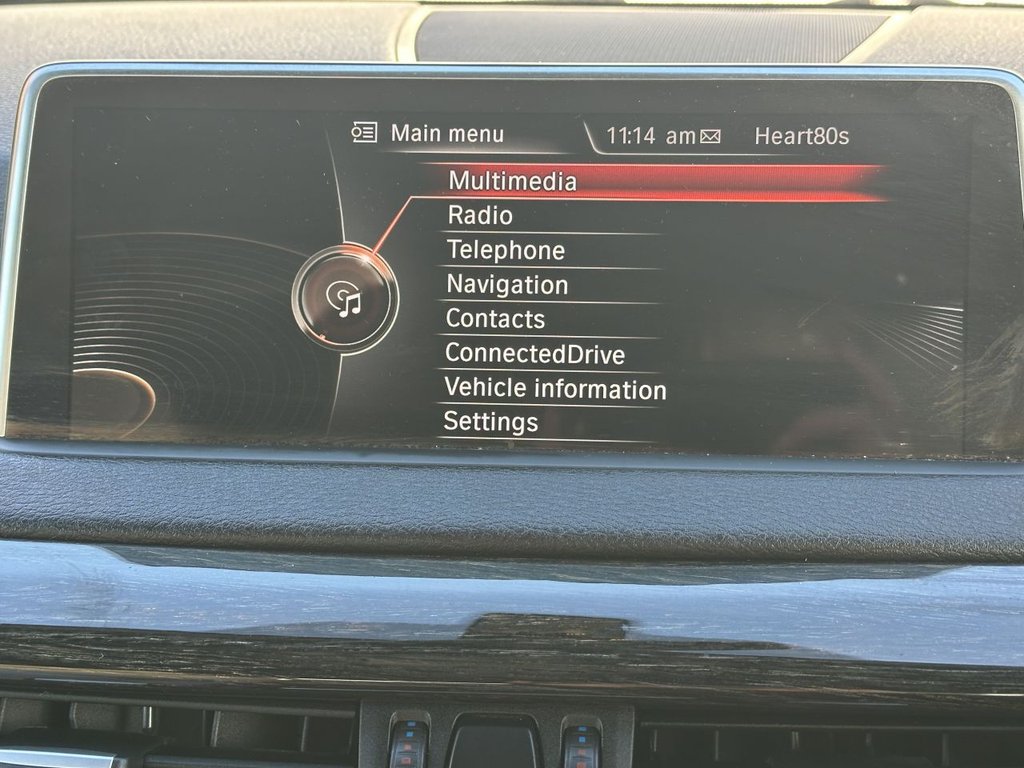 Main menu 11:14 am Heart80s
Multimedia
Radio
Telephone
Navigation
Contacts
ConnectedDrive
Vehicle information
Settings